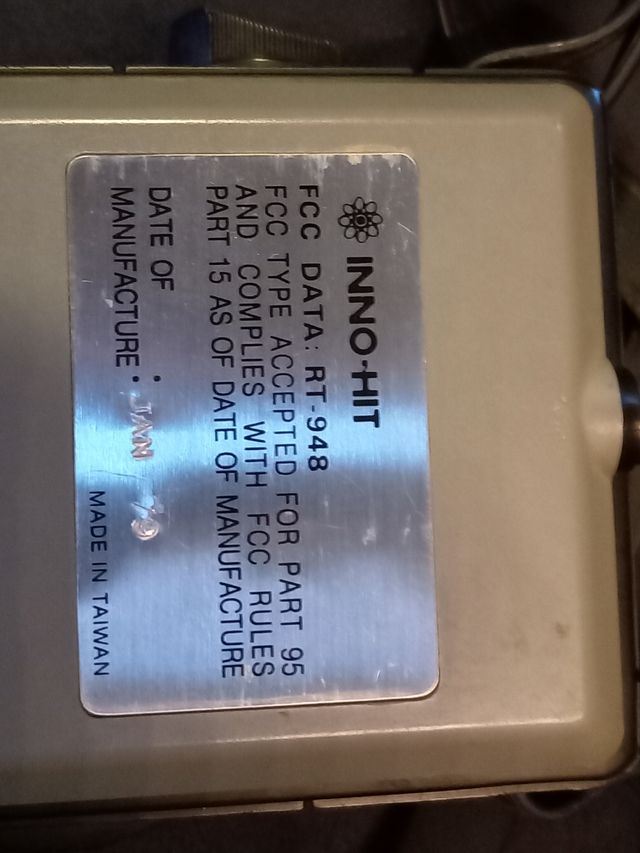 INNO-HIT
FCC DATA: RT-948
FCC TYPE ACCEPTED FOR PART 95
AND COMPLIES WITH FCC RULES
PART 15 AS OF DATE OF MANUFACTURE
DATE OF
MANUFACTURE : JAN
MADE IN TAIWAN